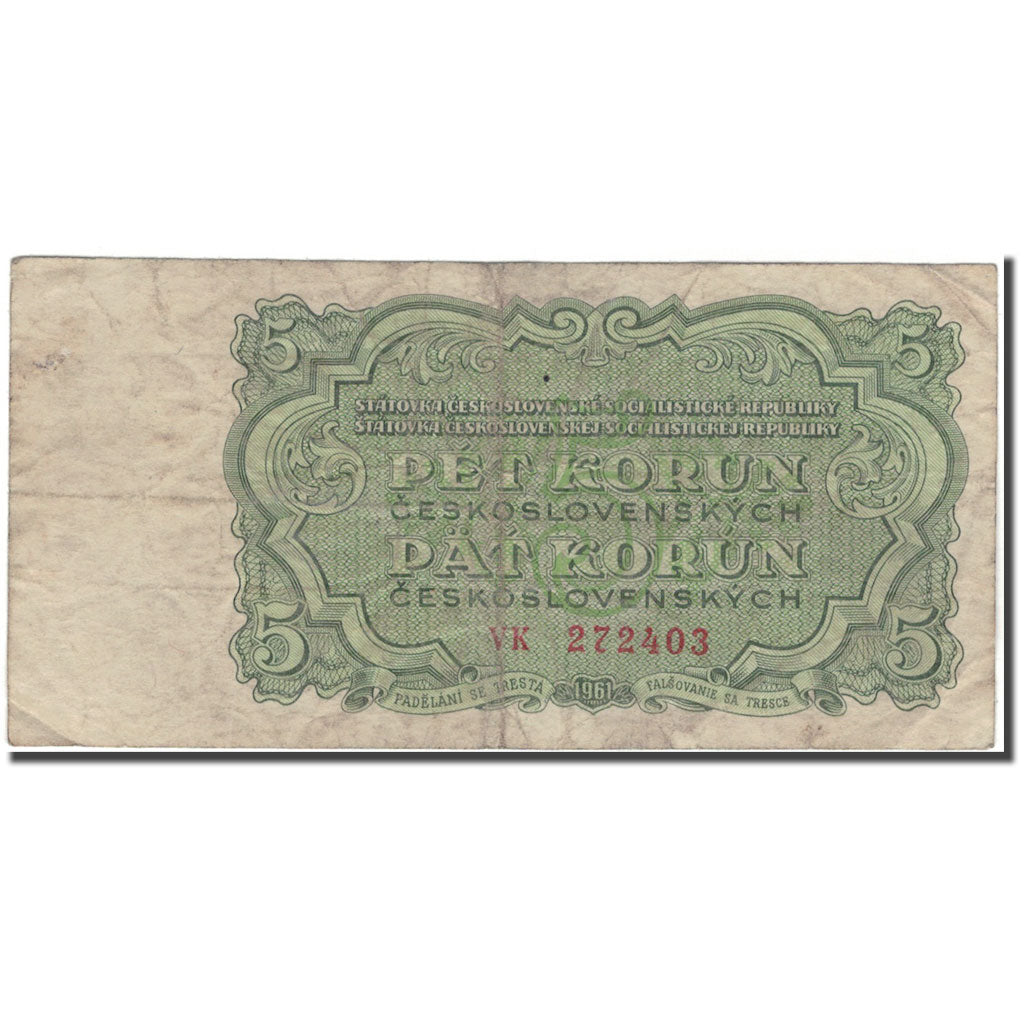 5 5
STÁTOVKA ČESKOSLOVENSKÉ SOCIALISTICKÉ REPUBLIKY
STÁTOVKA ČESKOSLOVENSKEJ SOCIALISTICKEJ REPUBLIKY
PĚT KORUN
ČESKOSLOVENSKÝCH
PÄŤ KORÚN
ČESKOSLOVENSKÝCH
VK 272403
5 5
PADĚLÁNÍ SE TRESTÁ 1961 FALŠOVANIE SA TRESCE